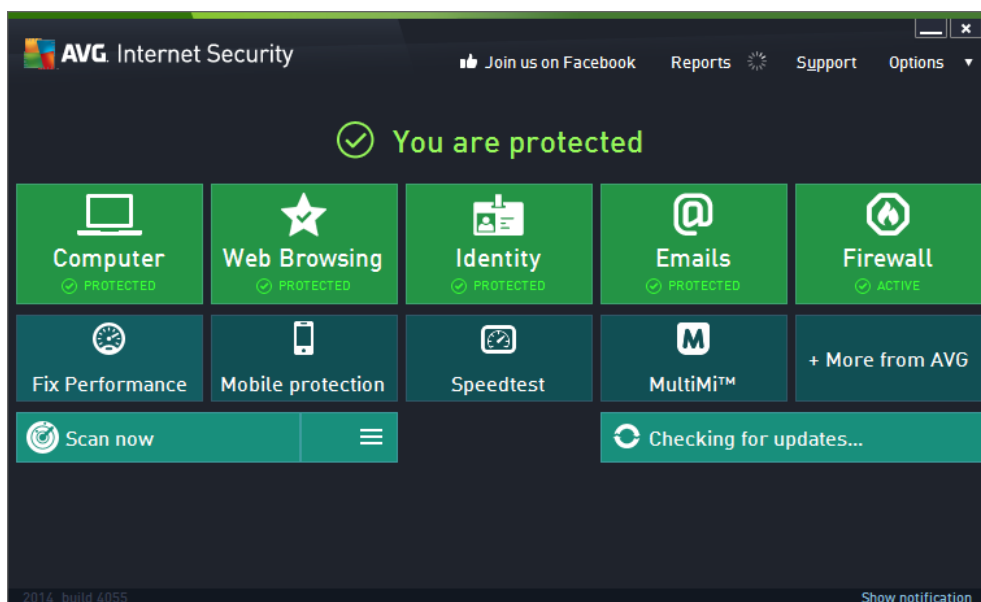 AVG. Internet Security
Join us on Facebook Reports Support Options
You are protected
Computer Web Browsing Identity Emails Firewall
PROTECTED PROTECTED PROTECTED PROTECTED ACTIVE
Fix Performance Mobile protection Speedtest MultiMi™ + More from AVG
Scan now Checking for updates...
2014 build 4055 Show notification